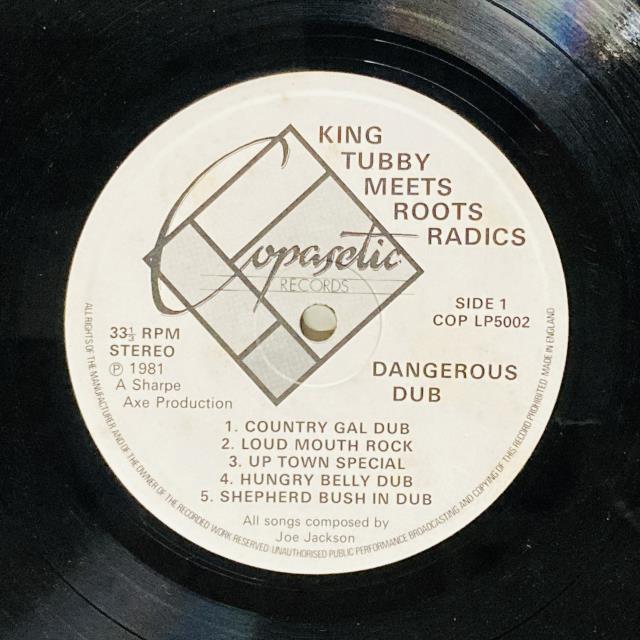 KING
TUBBY
MEETS
ROOTS
RADICS
Copasetic
RECORDS
SIDE 1
COP LP5002
33⅓ RPM
STEREO
Ⓟ 1981
A Sharpe
Axe Production
DANGEROUS
DUB
1. COUNTRY GAL DUB
2. LOUD MOUTH ROCK
3. UP TOWN SPECIAL
4. HUNGRY BELLY DUB
5. SHEPHERD BUSH IN DUB
All songs composed by
Joe Jackson
ALL RIGHTS OF THE MANUFACTURER AND OF THE OWNER OF THE RECORDED WORK RESERVED UNAUTHORISED PUBLIC PERFORMANCE BROADCASTING AND COPYING OF THIS RECORD PROHIBITED MADE IN ENGLAND